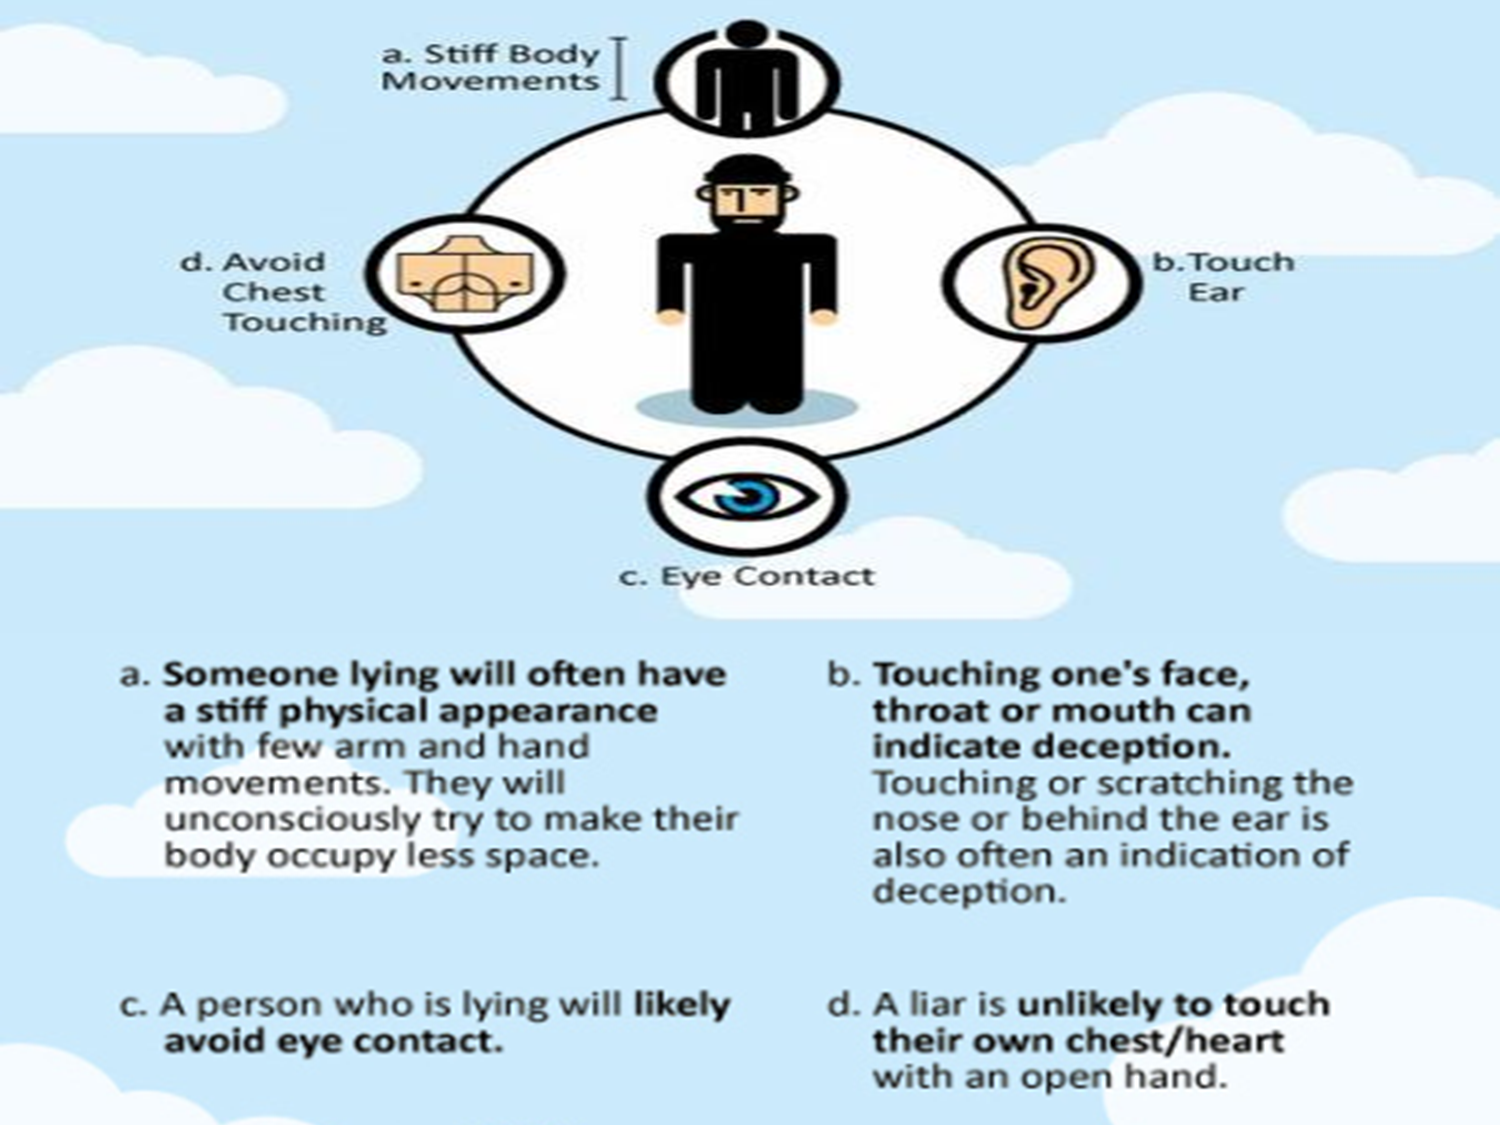 a. Stiff Body
Movements
d. Avoid
Chest
Touching
b.Touch
Ear
c. Eye Contact
a. Someone lying will often have
a stiff physical appearance
with few arm and hand
movements. They will
unconsciously try to make their
body occupy less space.
b. Touching one's face,
throat or mouth can
indicate deception.
Touching or scratching the
nose or behind the ear is
also often an indication of
deception.
c. A person who is lying will likely
avoid eye contact.
d. A liar is unlikely to touch
their own chest/heart
with an open hand.